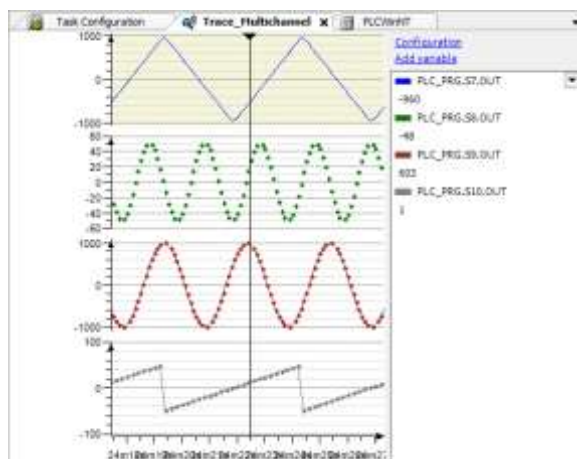 Task Configuration
Trace_Multichannel
PLCWinNT
Configuration
Add variable
PLC_PRG.S7.OUT
-960
PLC_PRG.S8.OUT
-48
PLC_PRG.S9.OUT
PLC_PRG.S10.OUT
1
1000
0
-1000
60
40
20
0
-20
-40
-60
1000
0
-1000
100
0
-100